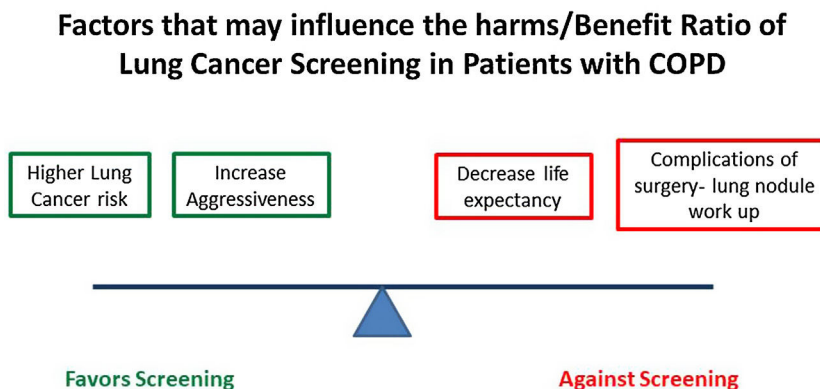 Factors that may influence the harms/Benefit Ratio of
Lung Cancer Screening in Patients with COPD
Higher Lung
Cancer risk
Increase
Aggressiveness
Decrease life
expectancy
Complications of
surgery- lung nodule
work up
Favors Screening
Against Screening